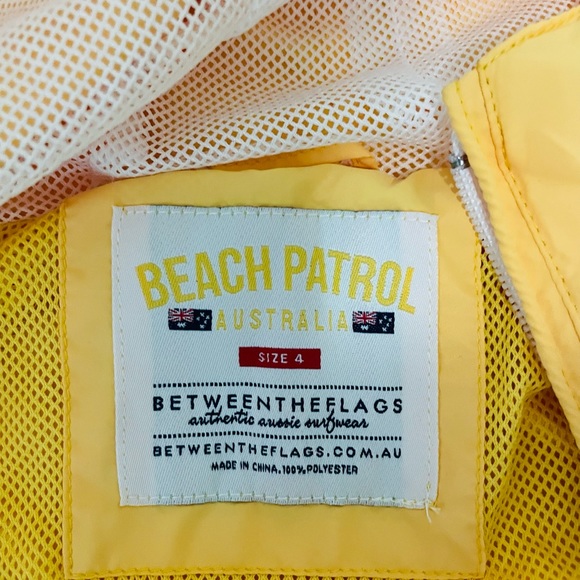 BEACH PATROL
AUSTRALIA
SIZE 4
BETWEENTHEFLAGS
authentic aussie surfwear
BETWEENTHEFLAGS.COM.AU
MADE IN CHINA, 100% POLYESTER